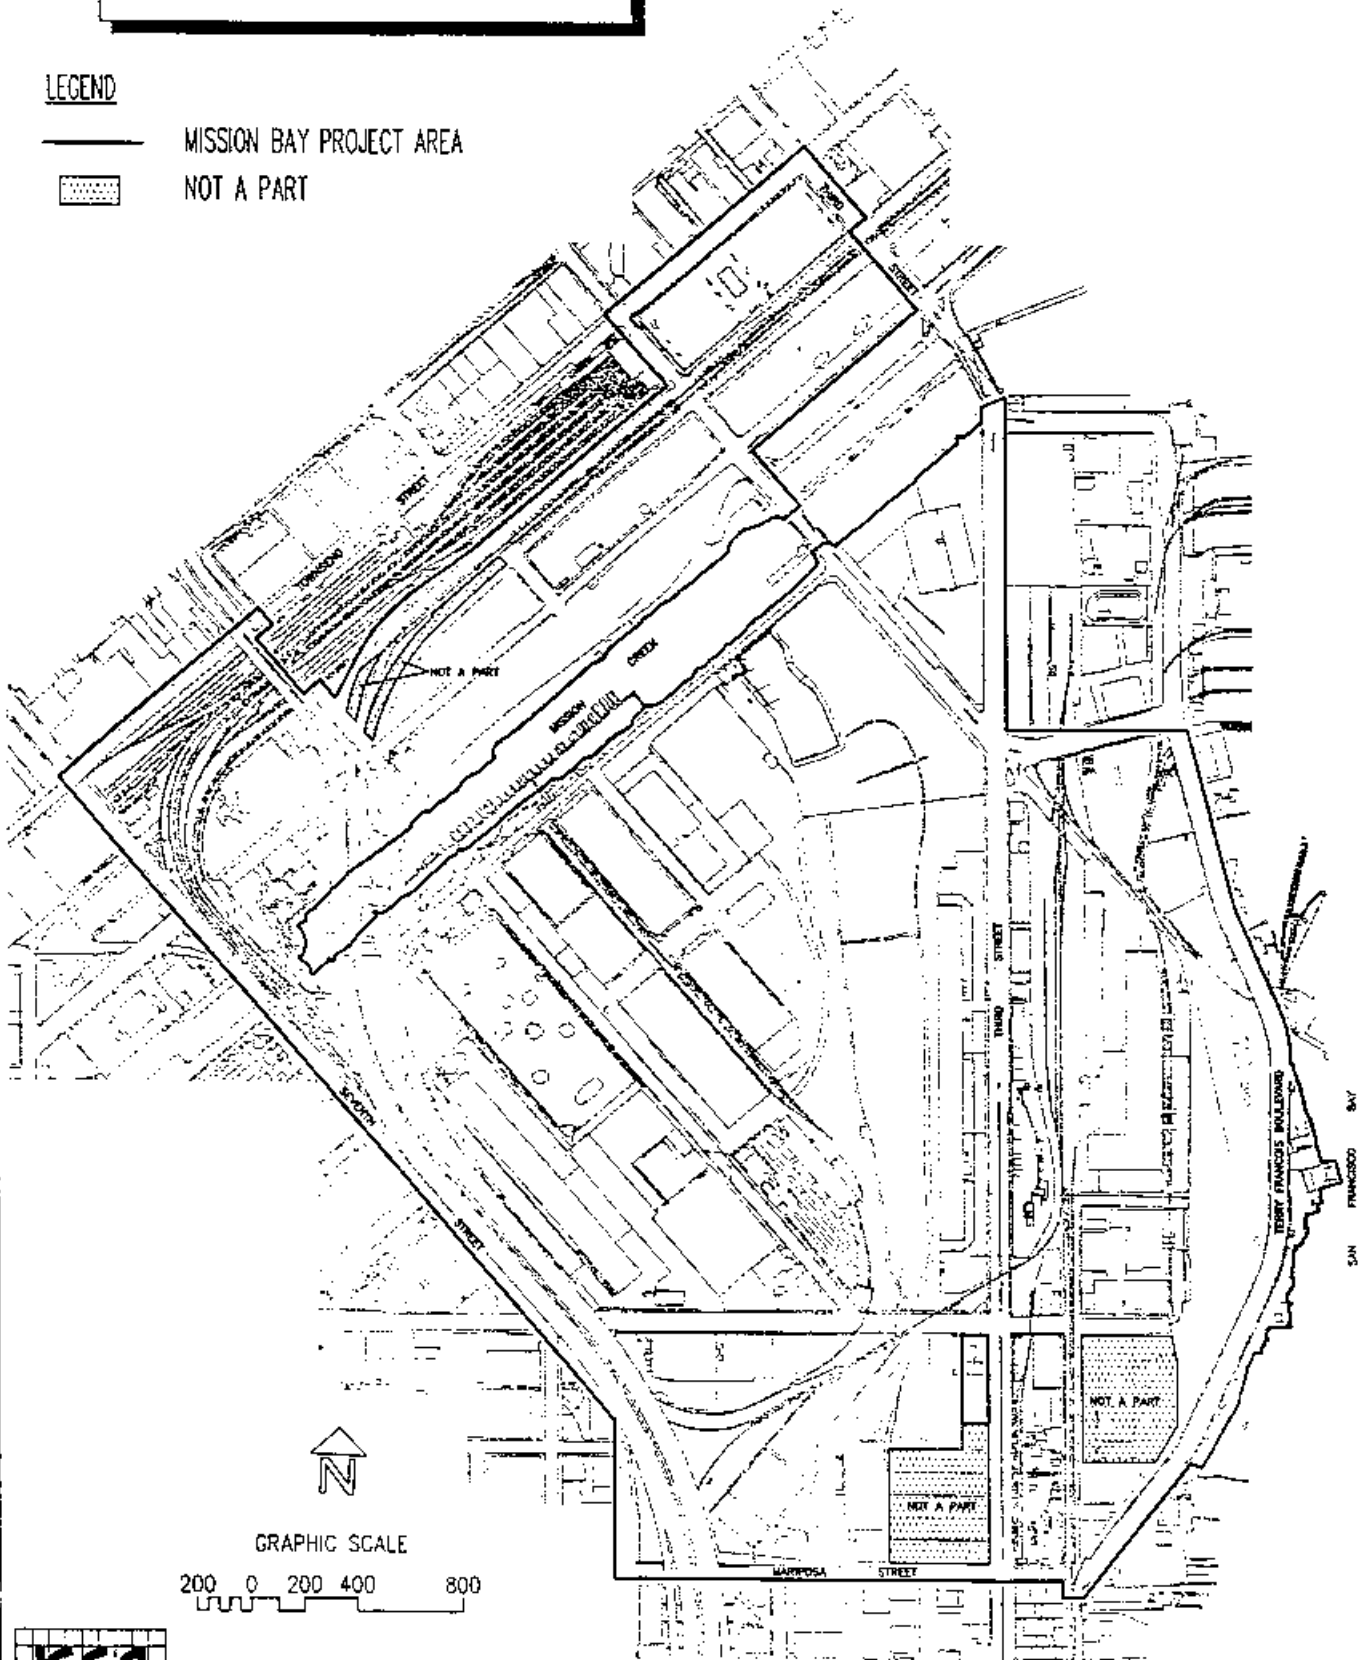 LEGEND
MISSION BAY PROJECT AREA
NOT A PART
THIRD
STREET
STREET
TOWNSEND
NOT A PART
CREEK
MISSION
STREET
THIRD
SEVENTH
STREET
TERRY FRANCOIS BOULEVARD
SAN FRANCISCO BAY
NOT A PART
NOT A PART
MARIPOSA STREET
N
GRAPHIC SCALE
200 0 200 400 800